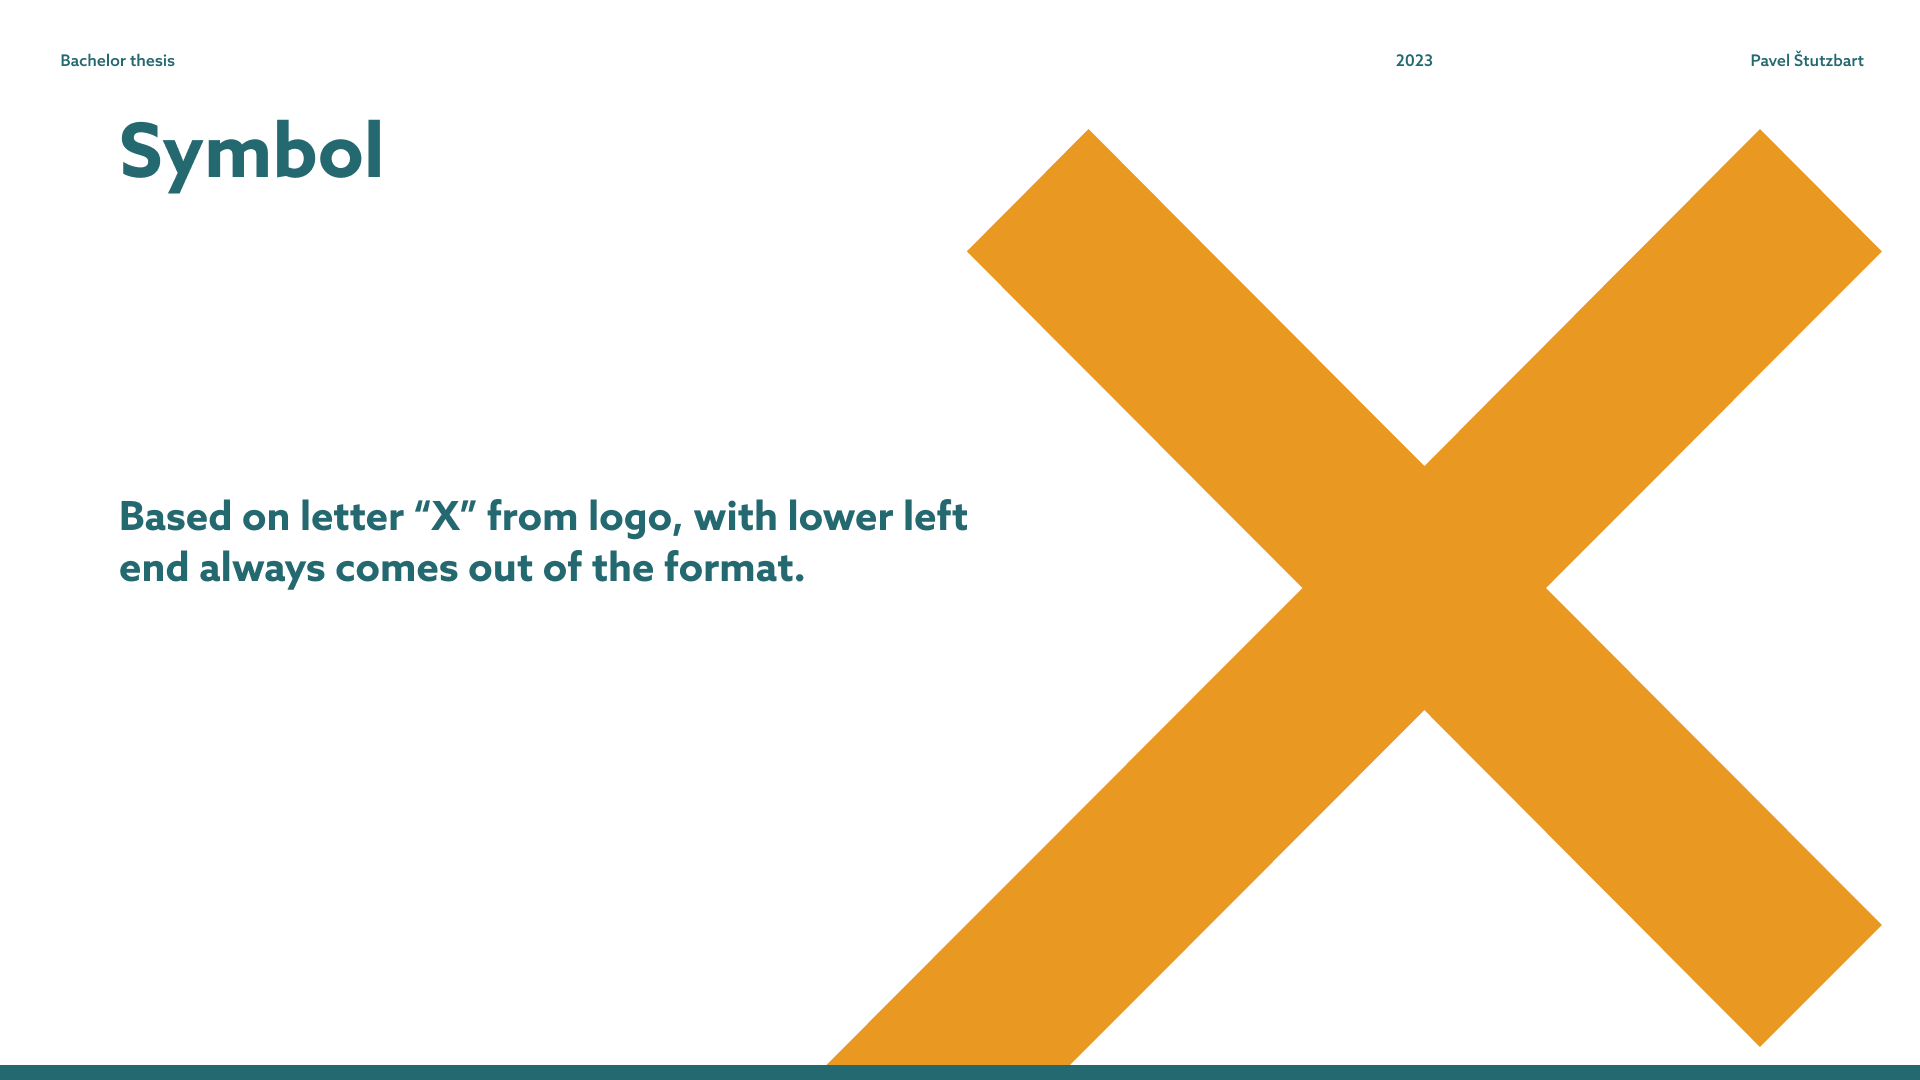 Bachelor thesis
2023
Pavel Štutzbart
Symbol
Based on letter “X” from logo, with lower left
end always comes out of the format.